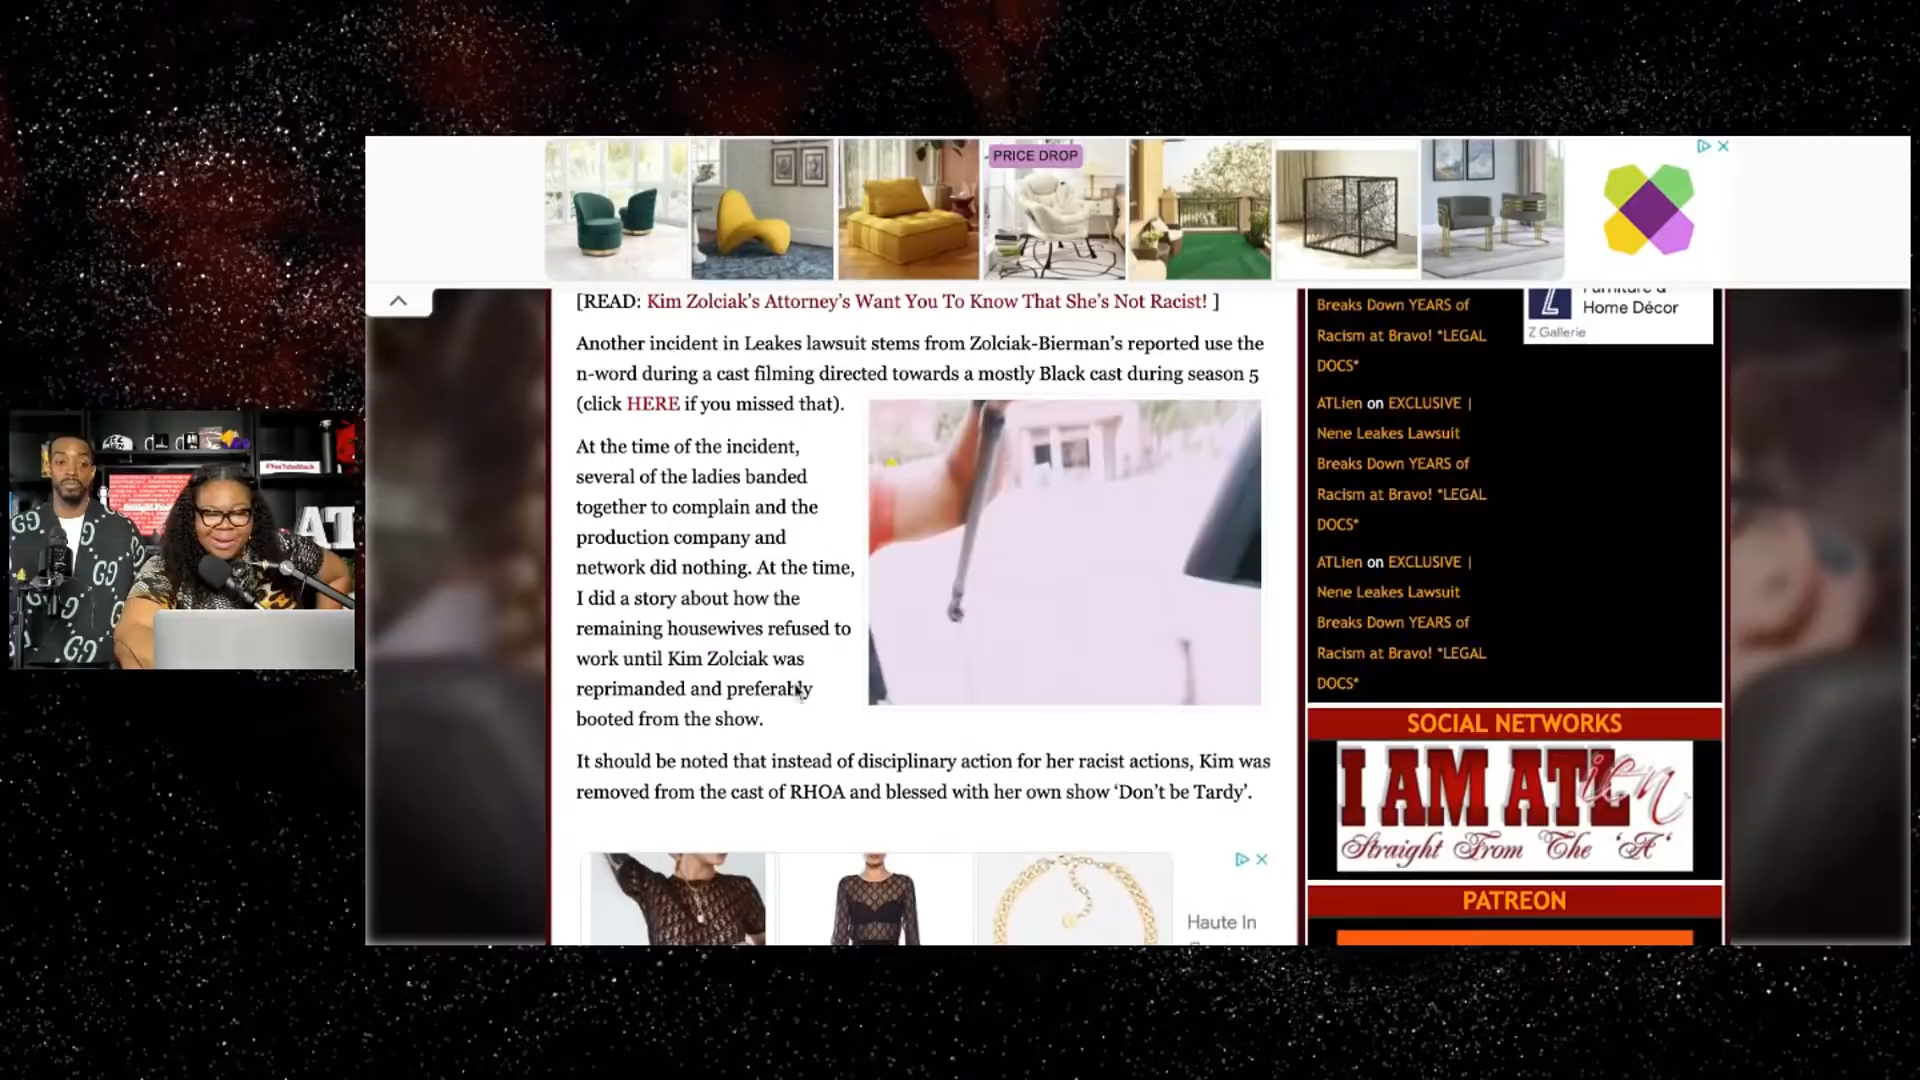 PRICE DROP
[READ: Kim Zolciak's Attorney's Want You To Know That She's Not Racist! ]
Another incident in Leakes lawsuit stems from Zolciak-Bierman's reported use the
n-word during a cast filming directed towards a mostly Black cast during season 5
(click HERE if you missed that).
At the time of the incident,
several of the ladies banded
together to complain and the
production company and
network did nothing. At the time,
I did a story about how the
remaining housewives refused to
work until Kim Zolciak was
reprimanded and preferably
booted from the show.
It should be noted that instead of disciplinary action for her racist actions, Kim was
removed from the cast of RHOA and blessed with her own show 'Don't be Tardy'.
Haute In
Breaks Down YEARS of
Racism at Bravo! *LEGAL
DOCS*
ATLien on EXCLUSIVE |
Nene Leakes Lawsuit
Breaks Down YEARS of
Racism at Bravo! *LEGAL
DOCS*
ATLien on EXCLUSIVE |
Nene Leakes Lawsuit
Breaks Down YEARS of
Racism at Bravo! *LEGAL
DOCS*
Furniture &
Home Décor
Z Gallerie
SOCIAL NETWORKS
I AM ATLien
Straight From The 'A'
PATREON
#YouTubeBlack
AT